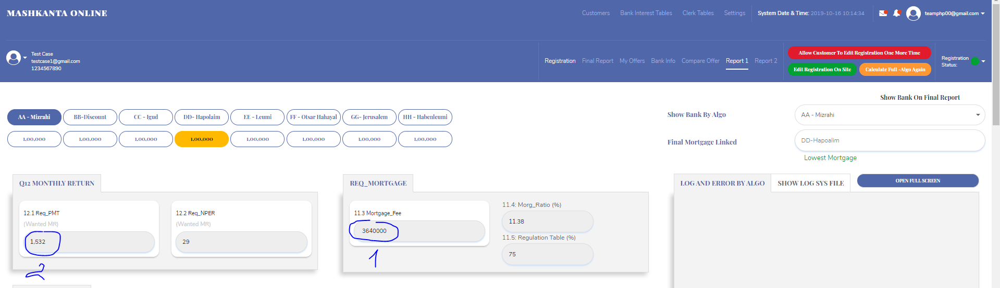 MASHKANTA ONLINE
Customers Bank Interest Tables Clerk Tables Settings System Date & Time: 2019-10-16 10:14:34 teamphp00@gmail.com
Test Case
testcase1@gmail.com
1234567890
Registration Final Report My Offers Bank Info Compare Offer Report 1 Report 2
Allow Customer To Edit Registration One More Time
Edit Registration On Site Calculate Full -Algo Again
Registration
Status:
Show Bank On Final Report
AA - Mizrahi BB-Discount CC - Igud DD- Hapolaim EE - Leumi FF - Otsar Hahayal GG- Jerusalem HH - Habenleumi
1,00,000 1,00,000 1,00,000 1,00,000 1,00,000 1,00,000 1,00,000 1,00,000
Show Bank By Algo AA - Mizrahi
Final Mortgage Linked DD-Hapoalim
Lowest Mortgage
Q12 MONTHLY RETURN
12.1 Req_PMT 12.2 Req_NPER
(Wanted MR) (Wanted MR)
1,532 29
2
REQ_MORTGAGE
11.3 Mortgage_Fee
3640000
1
11.4: Morg_Ratio (%)
11.38
11.5: Regulation Table (%)
75
LOG AND ERROR BY ALGO SHOW LOG SYS FILE OPEN FULL SCREEN